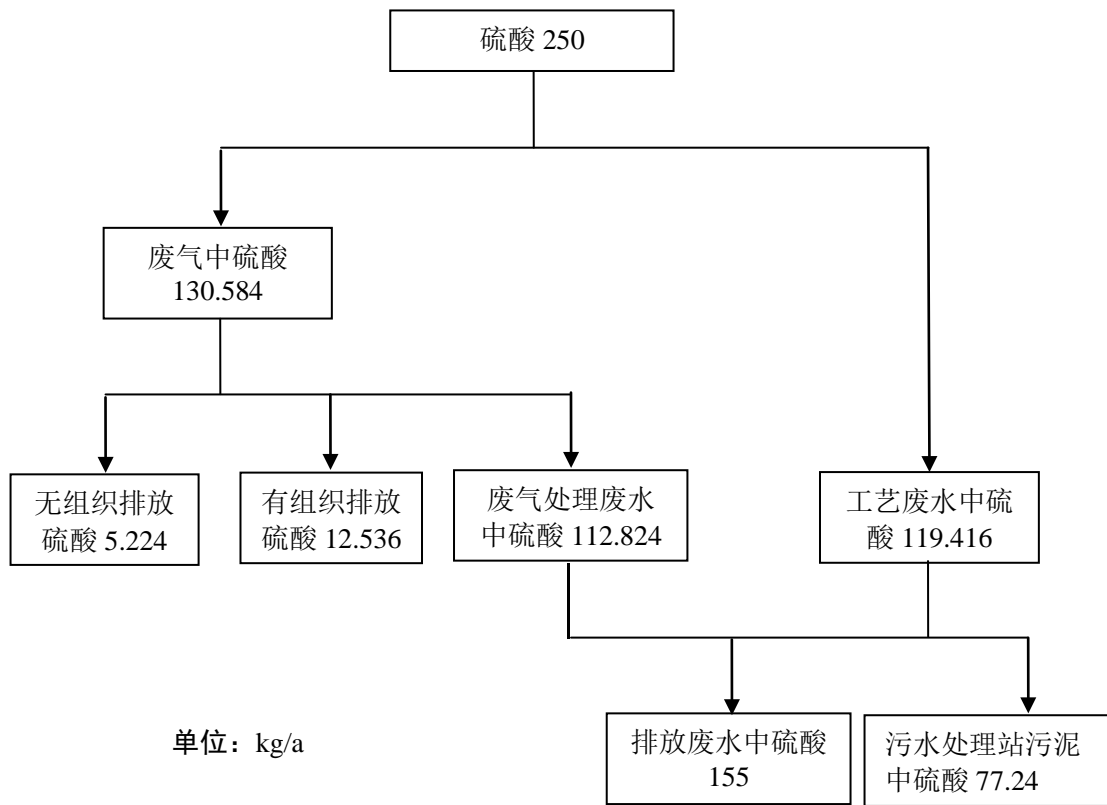 硫酸 250
废气中硫酸
130.584
无组织排放
硫酸 5.224
有组织排放
硫酸 12.536
废气处理废水
中硫酸 112.824
工艺废水中硫
酸 119.416
排放废水中硫酸
155
污水处理站污泥
中硫酸 77.24
单位：kg/a